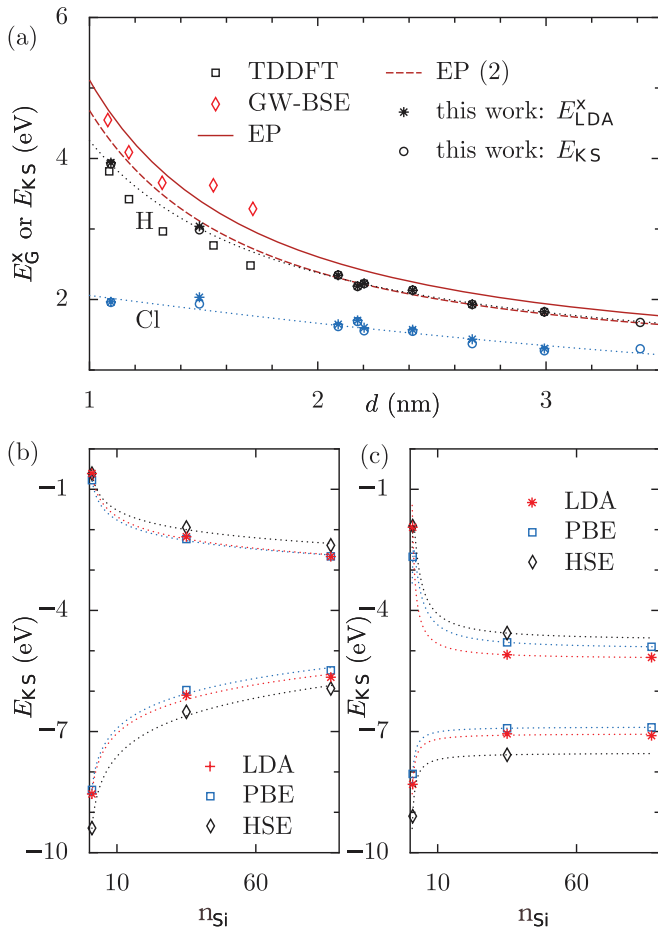 (a)
6
4
2
E_G^x or E_KS (eV)
TDDFT
GW-BSE
EP
EP (2)
this work: E_LDA^x
this work: E_KS
H
Cl
1 2 3
d (nm)
(b)
−1
−4
−7
−10
E_KS (eV)
LDA
PBE
HSE
10 60
n_Si
(c)
−1
−4
−7
−10
E_KS (eV)
LDA
PBE
HSE
10 60
n_Si